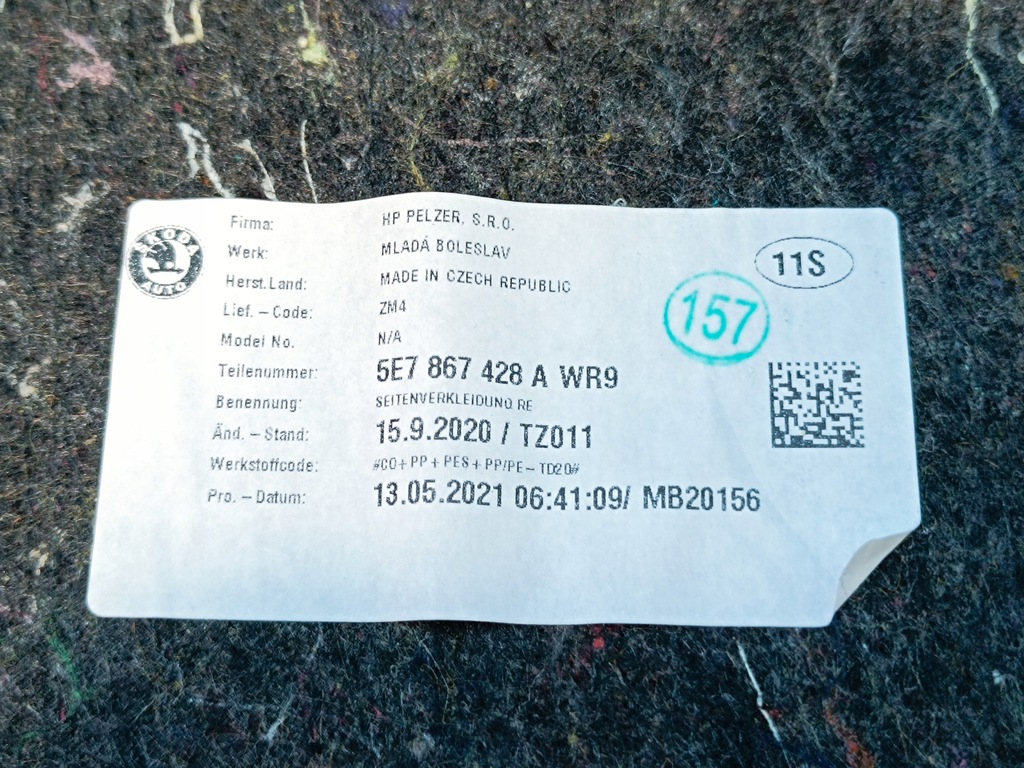 ŠKODA
AUTO
Firma: HP PELZER, S.R.O.
Werk: MLADÁ BOLESLAV
Herst.Land: MADE IN CZECH REPUBLIC
Lief. - Code: ZM4
Model No. N/A
Teilenummer: 5E7 867 428 A WR9
Benennung: SEITENVERKLEIDUNG RE
Änd. - Stand: 15.9.2020 / TZ011
Werkstoffcode: #CO+PP+PES+PP/PE-TD20#
Pro. - Datum: 13.05.2021 06:41:09/ MB20156
11S
157